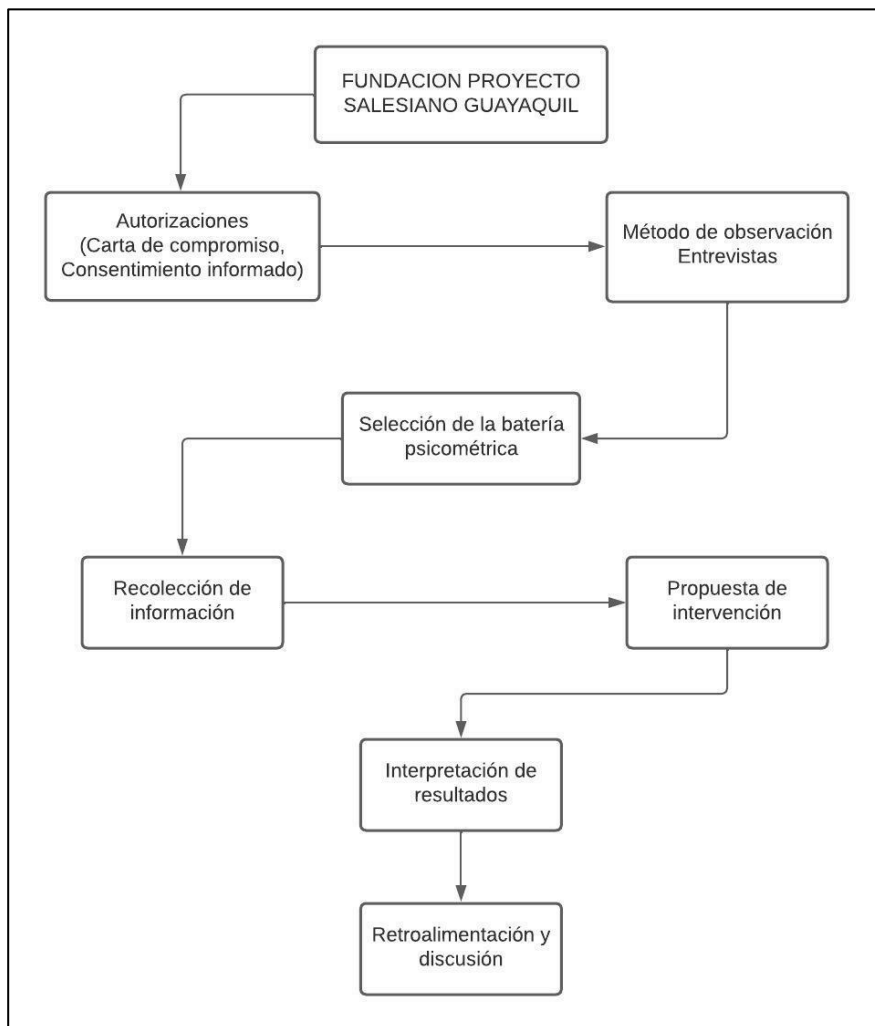 FUNDACION PROYECTO
SALESIANO GUAYAQUIL
Autorizaciones
(Carta de compromiso,
Consentimiento informado)
Método de observación
Entrevistas
Selección de la batería
psicométrica
Recolección de
información
Propuesta de
intervención
Interpretación de
resultados
Retroalimentación y
discusión